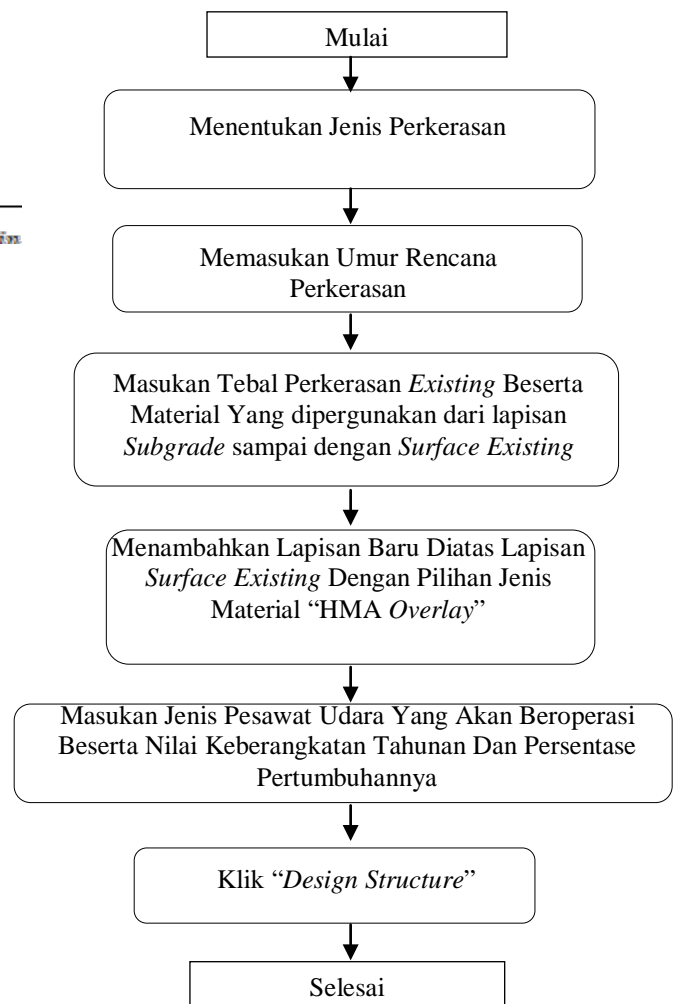 Mulai
Menentukan Jenis Perkerasan
Memasukan Umur Rencana
Perkerasan
Masukan Tebal Perkerasan Existing Beserta
Material Yang dipergunakan dari lapisan
Subgrade sampai dengan Surface Existing
Menambahkan Lapisan Baru Diatas Lapisan
Surface Existing Dengan Pilihan Jenis
Material “HMA Overlay”
Masukan Jenis Pesawat Udara Yang Akan Beroperasi
Beserta Nilai Keberangkatan Tahunan Dan Persentase
Pertumbuhannya
Klik “Design Structure”
Selesai